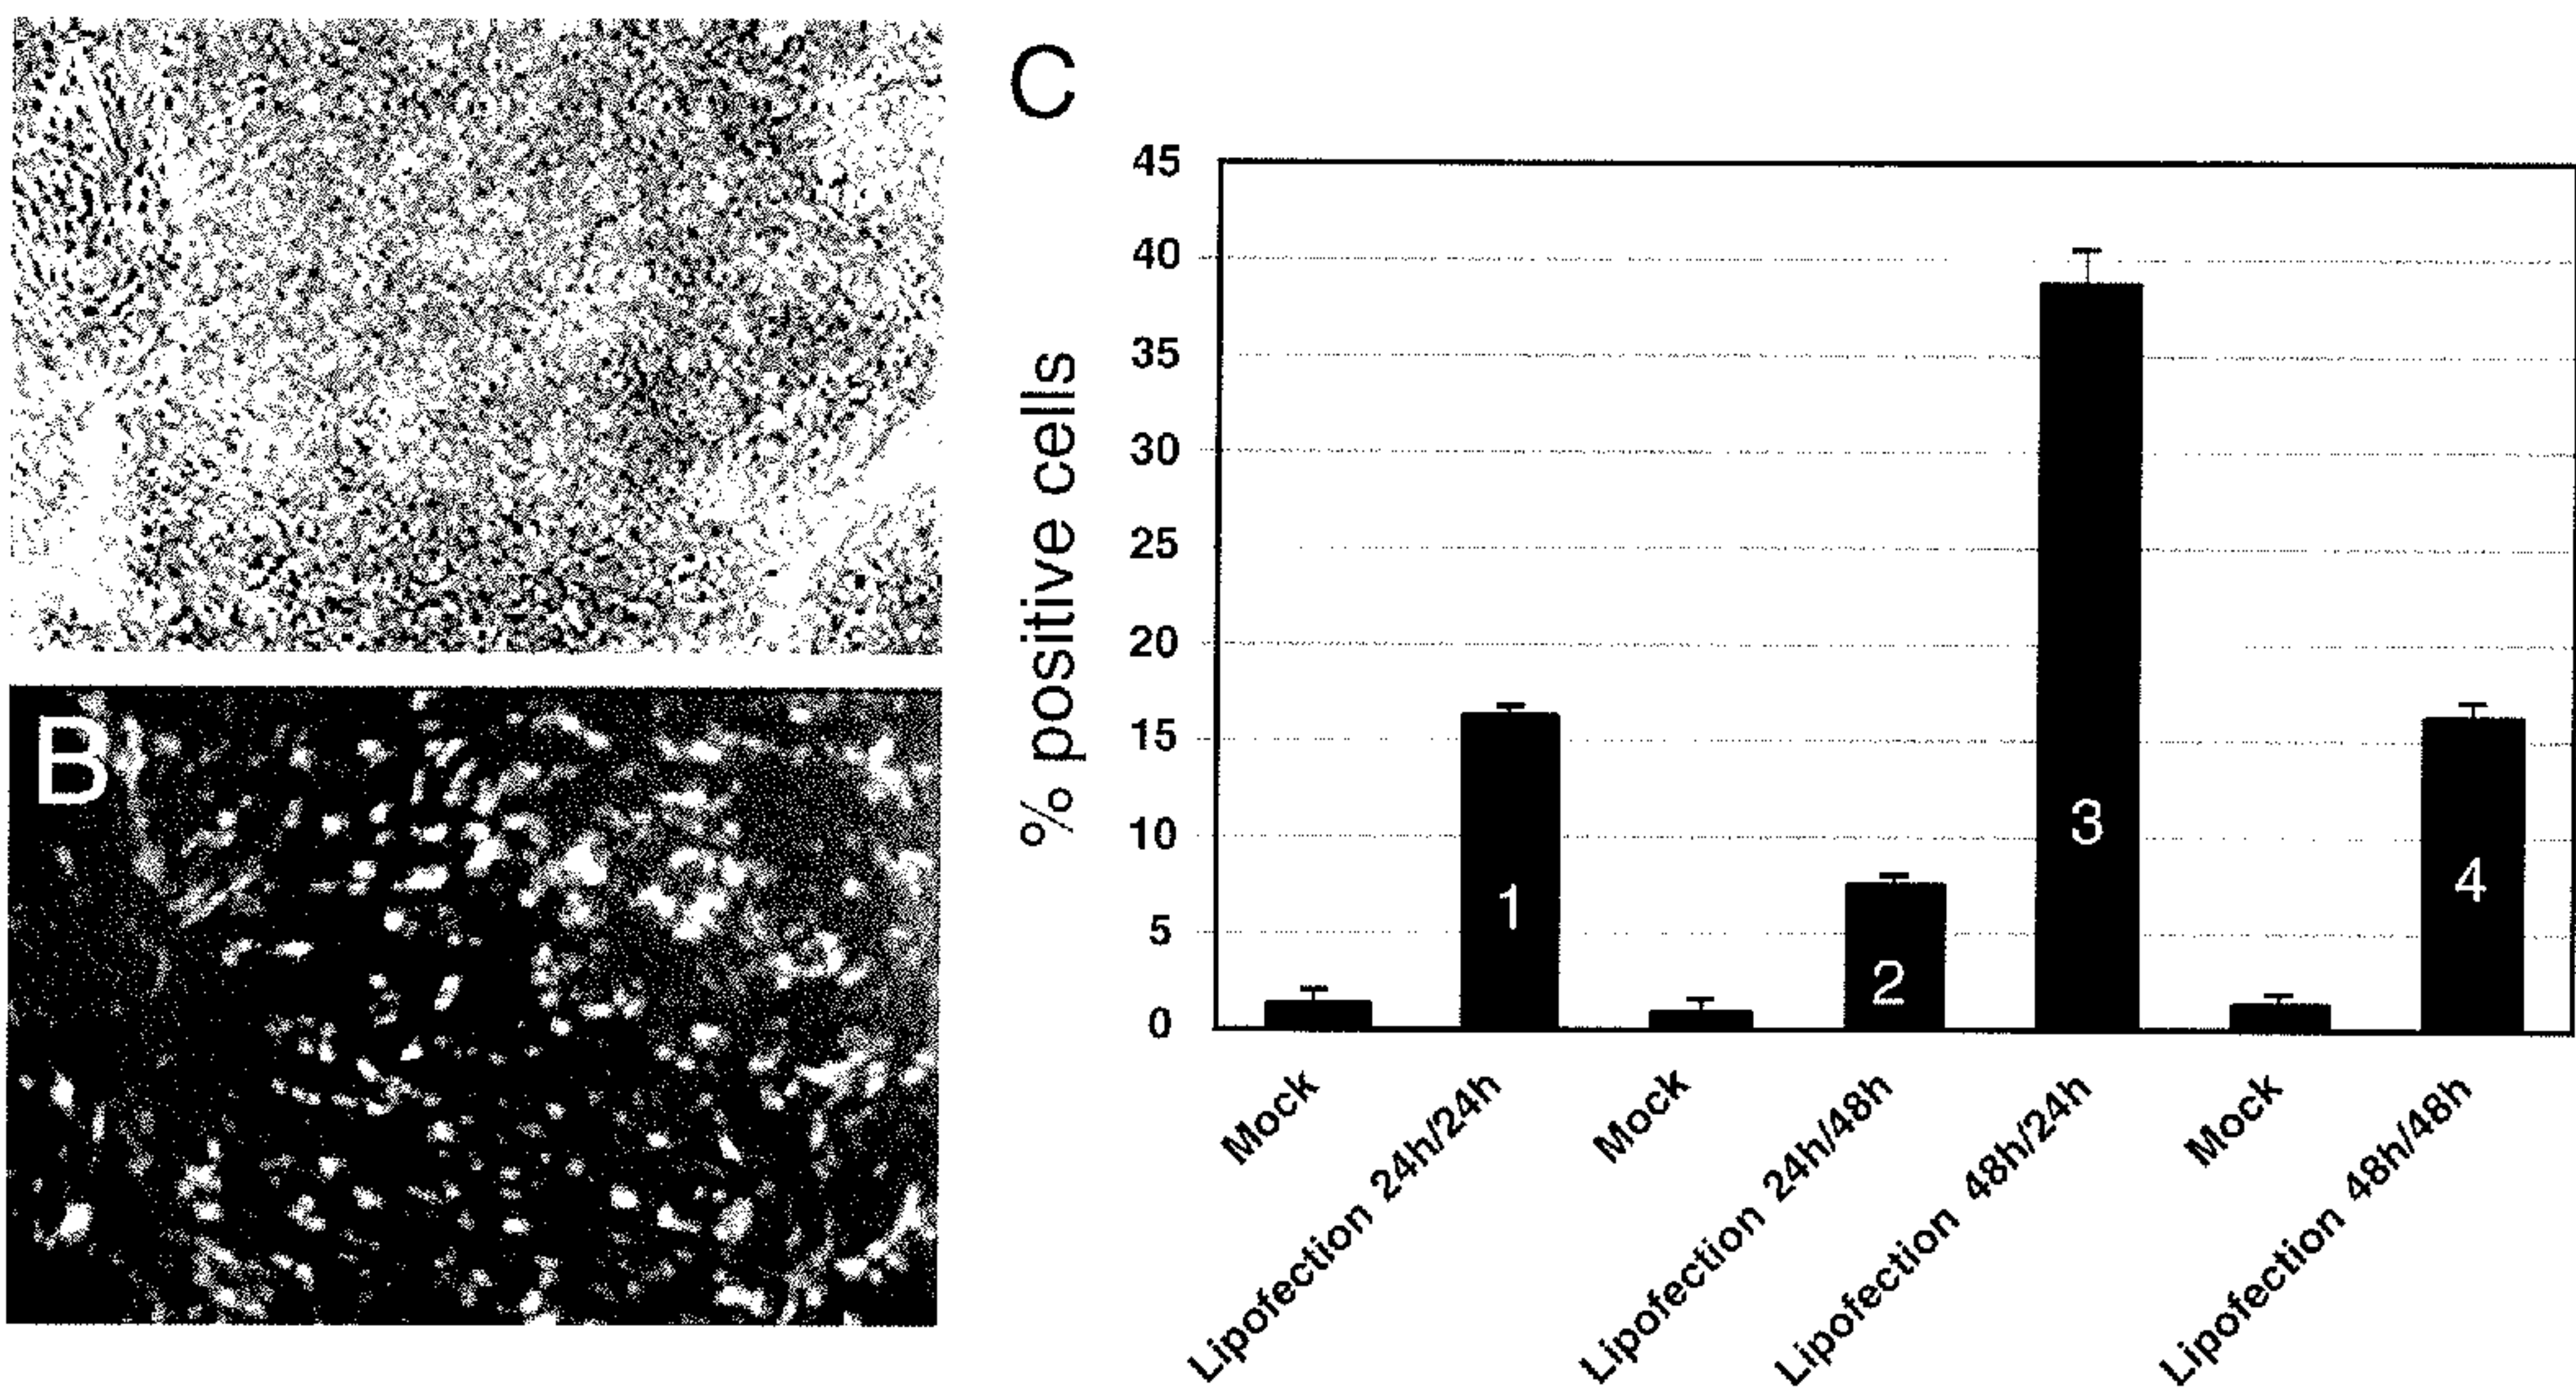 B
C
% positive cells
45
40
35
30
25
20
15
10
5
0
1
2
3
4
Mock
Lipofection 24h/24h
Mock
Lipofection 24h/48h
Lipofection 48h/24h
Mock
Lipofection 48h/48h